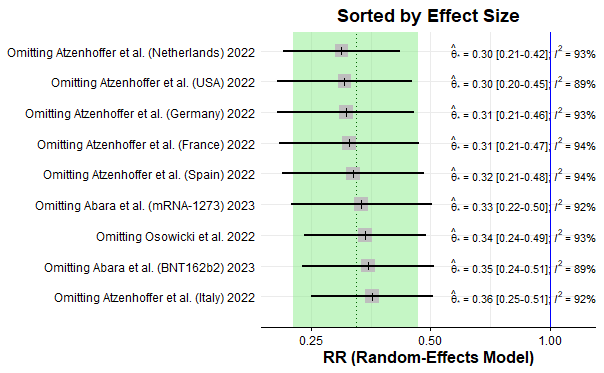 Sorted by Effect Size
Omitting Atzenhoffer et al. (Netherlands) 2022 θ̂* = 0.30 [0.21-0.42]; I² = 93%
Omitting Atzenhoffer et al. (USA) 2022 θ̂* = 0.30 [0.20-0.45]; I² = 89%
Omitting Atzenhoffer et al. (Germany) 2022 θ̂* = 0.31 [0.21-0.46]; I² = 93%
Omitting Atzenhoffer et al. (France) 2022 θ̂* = 0.31 [0.21-0.47]; I² = 94%
Omitting Atzenhoffer et al. (Spain) 2022 θ̂* = 0.32 [0.21-0.48]; I² = 94%
Omitting Abara et al. (mRNA-1273) 2023 θ̂* = 0.33 [0.22-0.50]; I² = 92%
Omitting Osowicki et al. 2022 θ̂* = 0.34 [0.24-0.49]; I² = 93%
Omitting Abara et al. (BNT162b2) 2023 θ̂* = 0.35 [0.24-0.51]; I² = 89%
Omitting Atzenhoffer et al. (Italy) 2022 θ̂* = 0.36 [0.25-0.51]; I² = 92%
0.25 0.50 1.00
RR (Random-Effects Model)